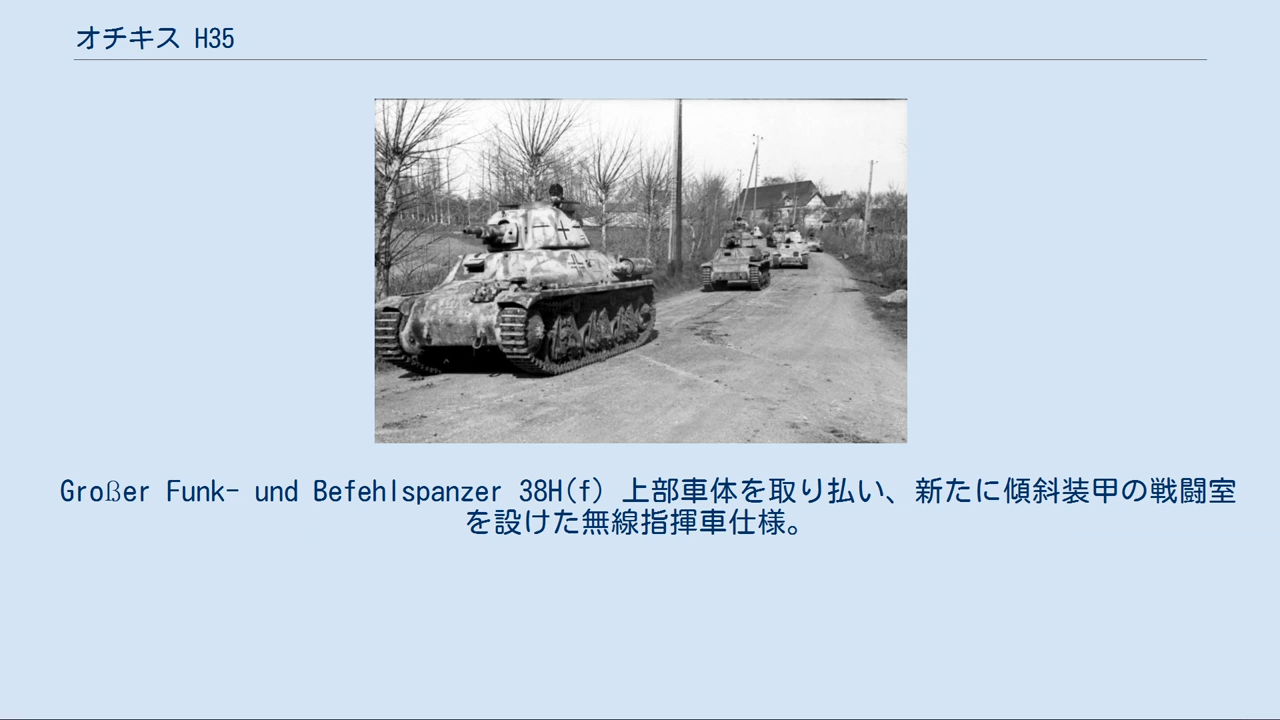 オチキス H35
Großer Funk- und Befehlspanzer 38H(f) 上部車体を取り払い、新たに傾斜装甲の戦闘室
を設けた無線指揮車仕様。